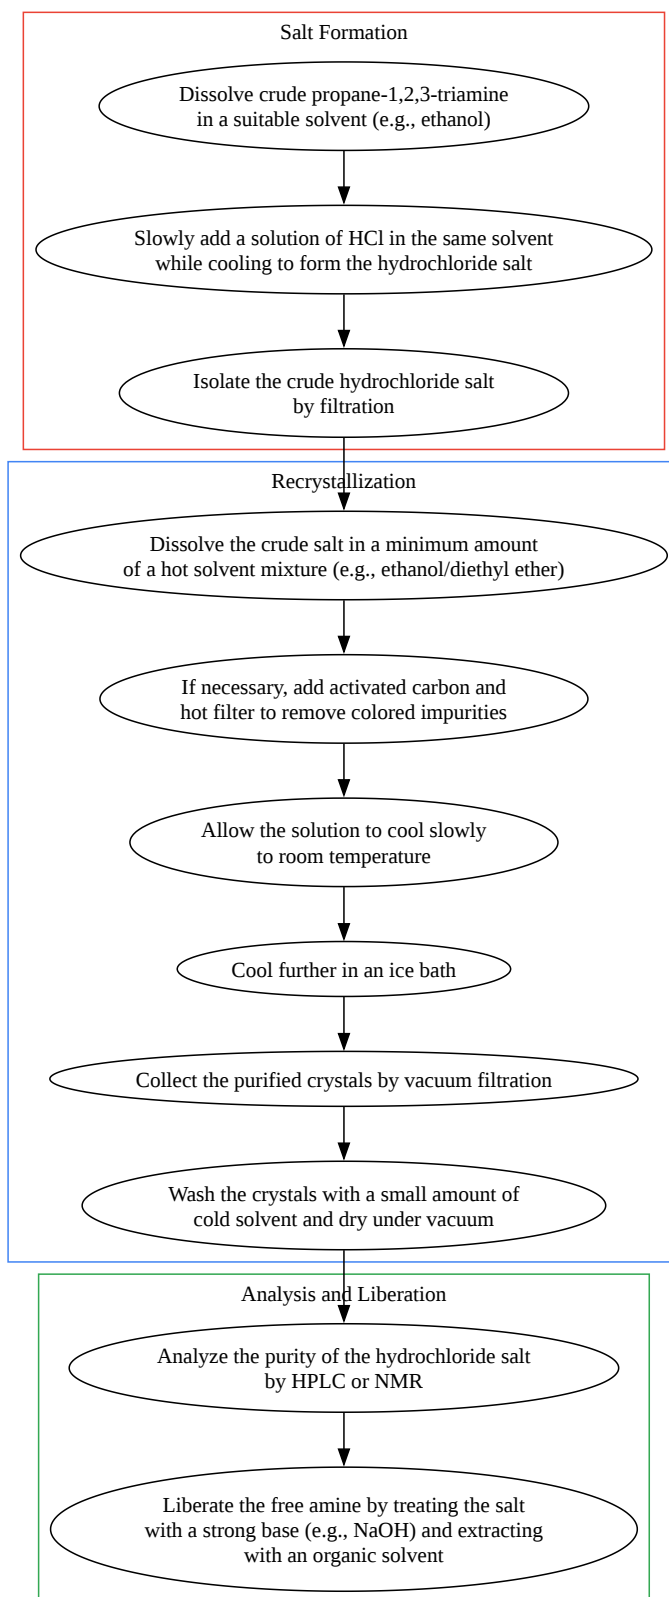 Salt Formation
Dissolve crude propane-1,2,3-triamine
in a suitable solvent (e.g., ethanol)
Slowly add a solution of HCl in the same solvent
while cooling to form the hydrochloride salt
Isolate the crude hydrochloride salt
by filtration
Recrystallization
Dissolve the crude salt in a minimum amount
of a hot solvent mixture (e.g., ethanol/diethyl ether)
If necessary, add activated carbon and
hot filter to remove colored impurities
Allow the solution to cool slowly
to room temperature
Cool further in an ice bath
Collect the purified crystals by vacuum filtration
Wash the crystals with a small amount of
cold solvent and dry under vacuum
Analysis and Liberation
Analyze the purity of the hydrochloride salt
by HPLC or NMR
Liberate the free amine by treating the salt
with a strong base (e.g., NaOH) and extracting
with an organic solvent